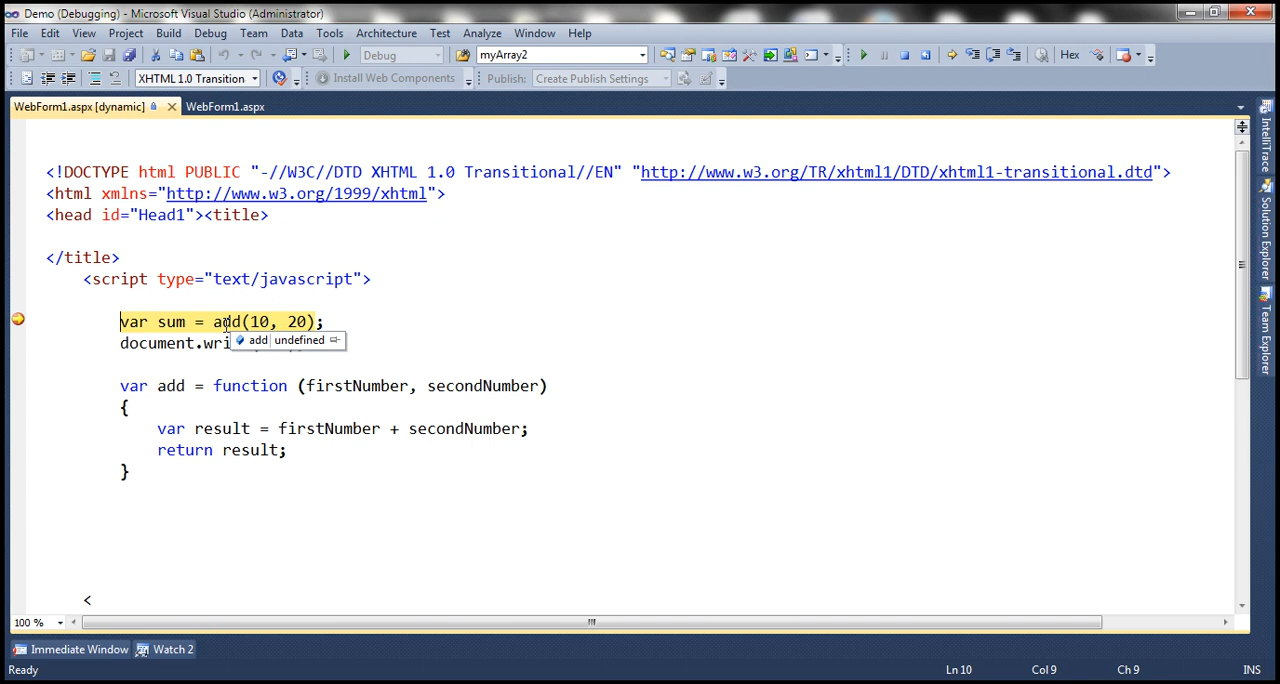 Demo (Debugging) - Microsoft Visual Studio (Administrator)
File Edit View Project Build Debug Team Data Tools Architecture Test Analyze Window Help
Debug myArray2 Hex
XHTML 1.0 Transition Install Web Components Publish: Create Publish Settings
WebForm1.aspx [dynamic] WebForm1.aspx
<!DOCTYPE html PUBLIC "-//W3C//DTD XHTML 1.0 Transitional//EN" "http://www.w3.org/TR/xhtml1/DTD/xhtml1-transitional.dtd">
<html xmlns="http://www.w3.org/1999/xhtml">
<head id="Head1"><title>
</title>
<script type="text/javascript">
var sum = add(10, 20);
document.wri
add undefined
var add = function (firstNumber, secondNumber)
{
var result = firstNumber + secondNumber;
return result;
}
<
100 %
Immediate Window Watch 2
Ready Ln 10 Col 9 Ch 9 INS
IntelliTrace
Solution Explorer
Team Explorer